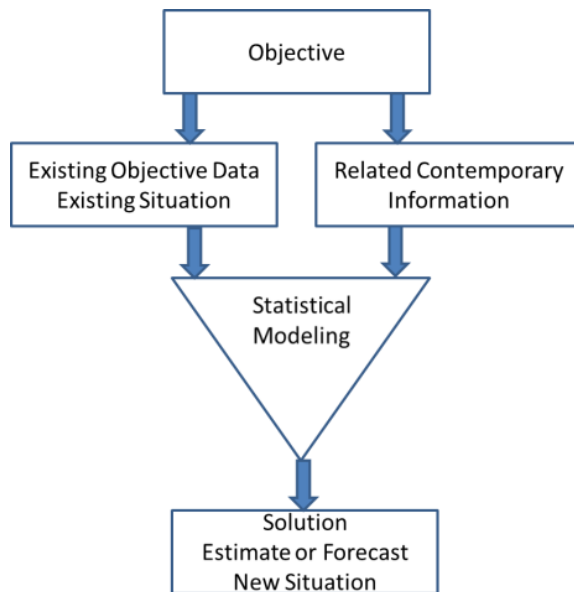 Objective
Existing Objective Data
Existing Situation
Related Contemporary
Information
Statistical
Modeling
Solution
Estimate or Forecast
New Situation